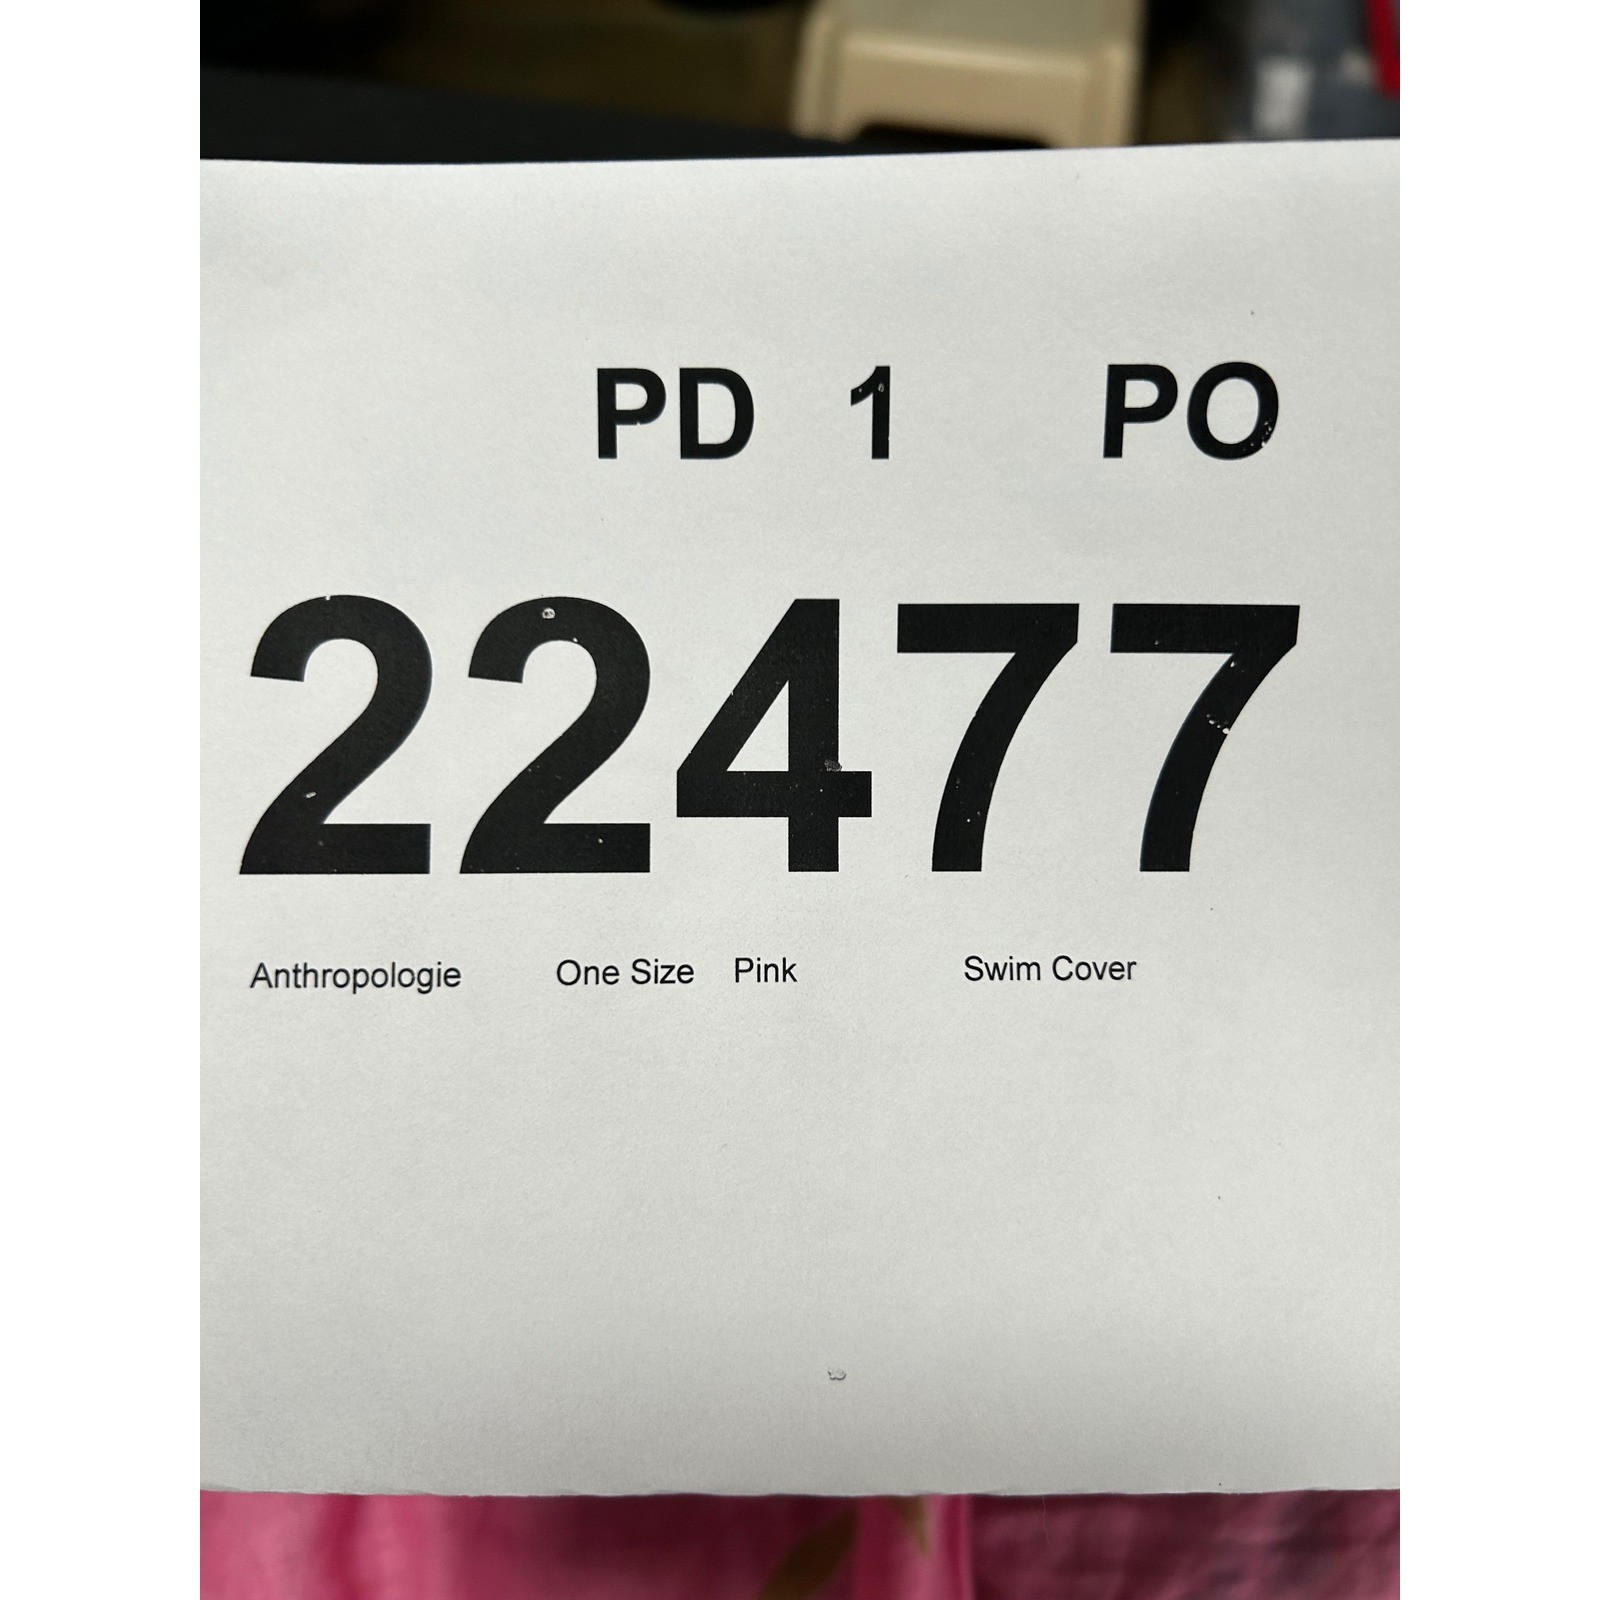 PD 1 PO
22477
Anthropologie One Size Pink Swim Cover